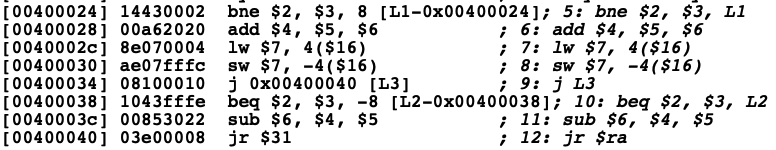 [00400024] 14430002 bne $2, $3, 8 [L1-0x00400024]; 5: bne $2, $3, L1
[00400028] 00a62020 add $4, $5, $6 ; 6: add $4, $5, $6
[0040002c] 8e070004 lw $7, 4($16) ; 7: lw $7, 4($16)
[00400030] ae07fffc sw $7, -4($16) ; 8: sw $7, -4($16)
[00400034] 08100010 j 0x00400040 [L3] ; 9: j L3
[00400038] 1043fffe beq $2, $3, -8 [L2-0x00400038]; 10: beq $2, $3, L2
[0040003c] 00853022 sub $6, $4, $5 ; 11: sub $6, $4, $5
[00400040] 03e00008 jr $31 ; 12: jr $ra